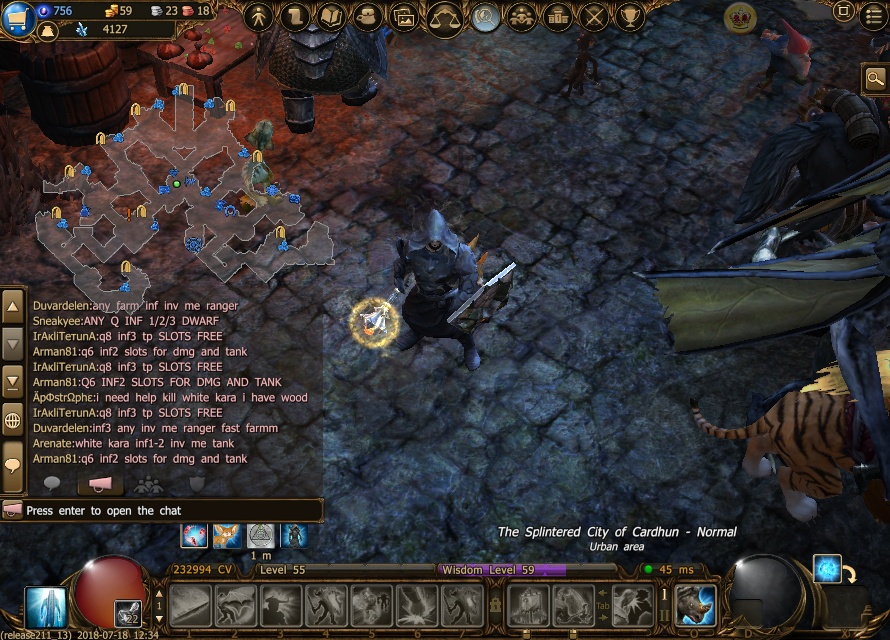 756 59 23 18
4127
Duvardelen:any farm inf inv me ranger
Sneakyee:ANY Q INF 1/2/3 DWARF
IrAkliTerunA:q8 inf3 tp SLOTS FREE
Arman81:q6 inf2 slots for dmg and tank
IrAkliTerunA:q8 inf3 tp SLOTS FREE
Arman81:Q6 INF2 SLOTS FOR DMG AND TANK
ÄpΦstrΩphε:i need help kill white kara i have wood
IrAkliTerunA:q8 inf3 tp SLOTS FREE
Duvardelen:inf3 any inv me ranger fast farmm
Arenate:white kara inf1-2 inv me tank
Arman81:q6 inf2 slots for dmg and tank
Press enter to open the chat
The Splintered City of Cardhun - Normal
Urban area
1 m
232994 CV Level 55 Wisdom Level 59 45 ms
1 Tab I II
22
(release211_13) 2018-07-18 12:34